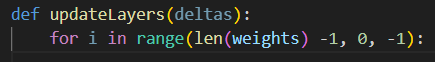 def updateLayers(deltas):
    for i in range(len(weights) -1, 0, -1):